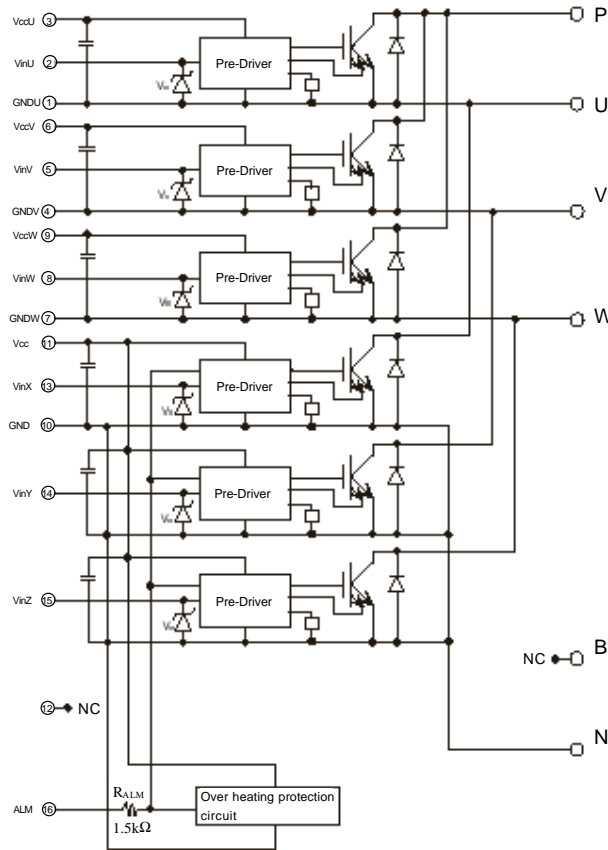 VccU ③
P
VinU ②
Pre-Driver
GNDU ①
U
VccV ⑥
VinV ⑤
Pre-Driver
GNDV ④
V
VccW ⑨
VinW ⑧
Pre-Driver
GNDW ⑦
W
Vcc ⑪
VinX ⑬
Pre-Driver
GND ⑩
VinY ⑭
Pre-Driver
VinZ ⑮
Pre-Driver
NC B
⑫ NC
N
RALM
ALM ⑯
1.5kΩ
Over heating protection
circuit